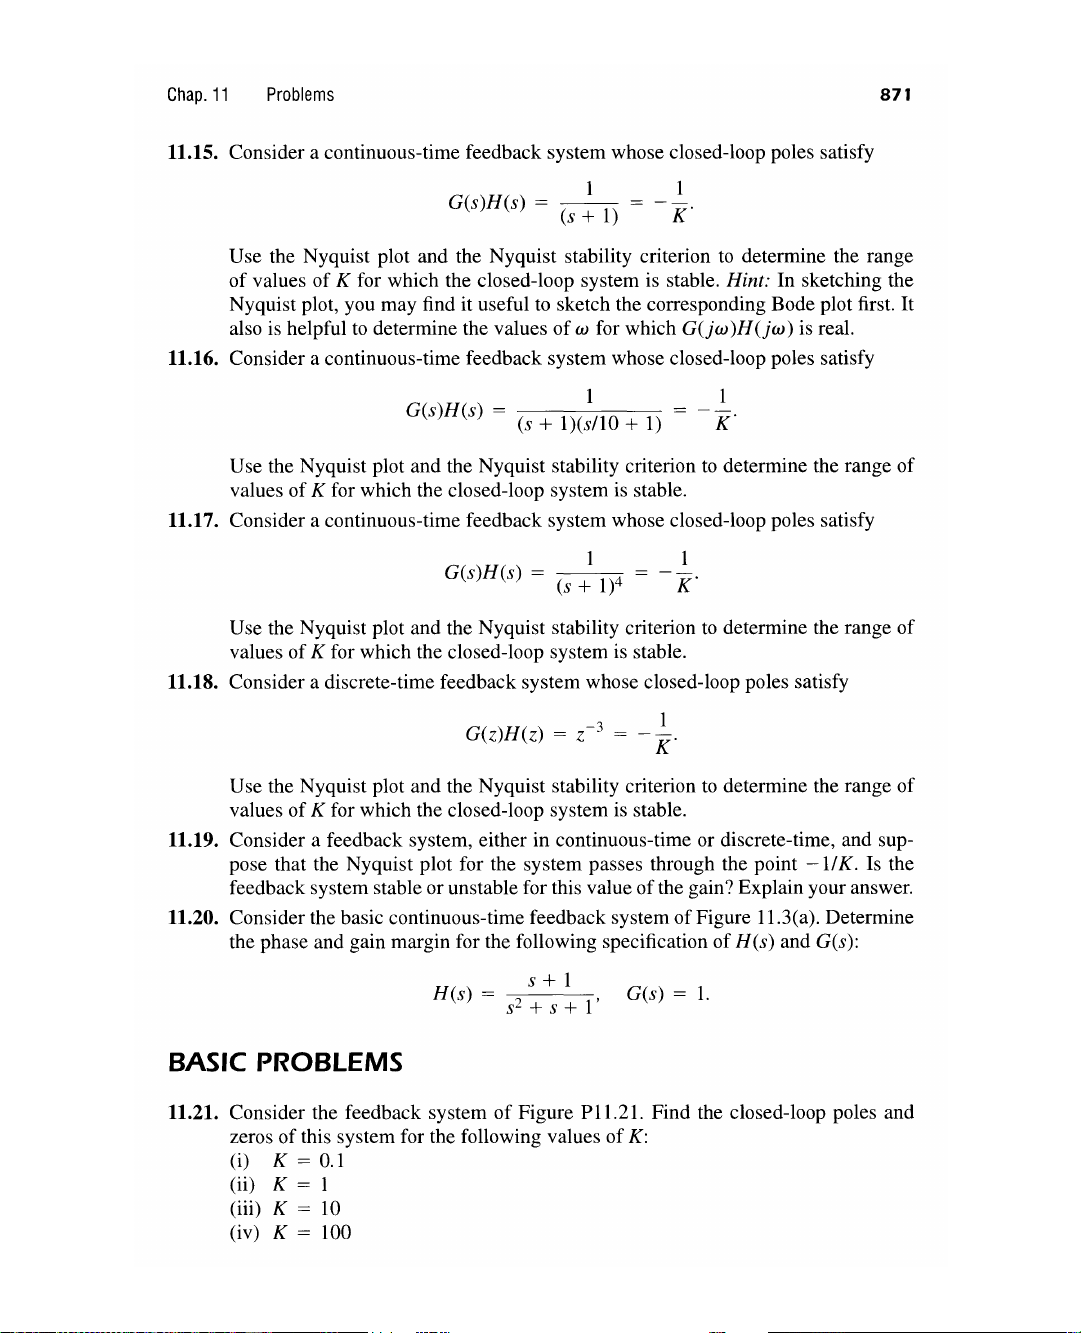 Chap. 11 Problems 871
11.15. Consider a continuous-time feedback system whose closed-loop poles satisfy
G(s)H(s) = 1/(s + 1) = −1/K.
Use the Nyquist plot and the Nyquist stability criterion to determine the range
of values of K for which the closed-loop system is stable. Hint: In sketching the
Nyquist plot, you may find it useful to sketch the corresponding Bode plot first. It
also is helpful to determine the values of ω for which G(jω)H(jω) is real.
11.16. Consider a continuous-time feedback system whose closed-loop poles satisfy
G(s)H(s) = 1/((s + 1)(s/10 + 1)) = −1/K.
Use the Nyquist plot and the Nyquist stability criterion to determine the range of
values of K for which the closed-loop system is stable.
11.17. Consider a continuous-time feedback system whose closed-loop poles satisfy
G(s)H(s) = 1/(s + 1)⁴ = −1/K.
Use the Nyquist plot and the Nyquist stability criterion to determine the range of
values of K for which the closed-loop system is stable.
11.18. Consider a discrete-time feedback system whose closed-loop poles satisfy
G(z)H(z) = z⁻³ = −1/K.
Use the Nyquist plot and the Nyquist stability criterion to determine the range of
values of K for which the closed-loop system is stable.
11.19. Consider a feedback system, either in continuous-time or discrete-time, and sup-
pose that the Nyquist plot for the system passes through the point −1/K. Is the
feedback system stable or unstable for this value of the gain? Explain your answer.
11.20. Consider the basic continuous-time feedback system of Figure 11.3(a). Determine
the phase and gain margin for the following specification of H(s) and G(s):
H(s) = (s + 1)/(s² + s + 1), G(s) = 1.
BASIC PROBLEMS
11.21. Consider the feedback system of Figure P11.21. Find the closed-loop poles and
zeros of this system for the following values of K:
(i) K = 0.1
(ii) K = 1
(iii) K = 10
(iv) K = 100